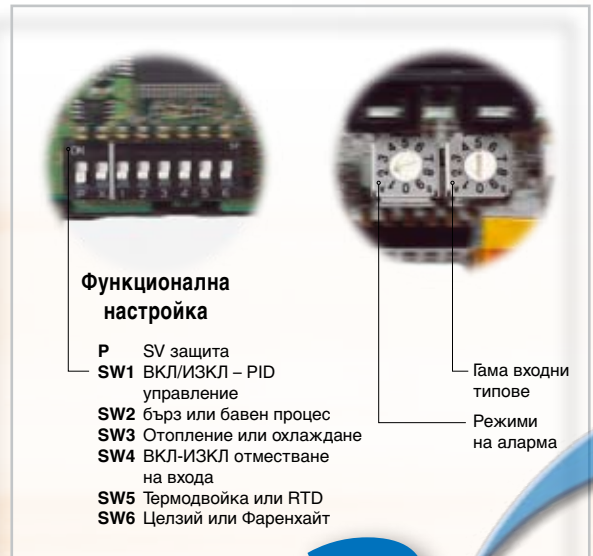 ON
Функционална
настройка
P SV защита
SW1 ВКЛ/ИЗКЛ – PID
управление
SW2 бърз или бавен процес
SW3 Отопление или охлаждане
SW4 ВКЛ-ИЗКЛ отместване
на входа
SW5 Термодвойка или RTD
SW6 Целзий или Фаренхайт
Гама входни
типове
Режими
на аларма